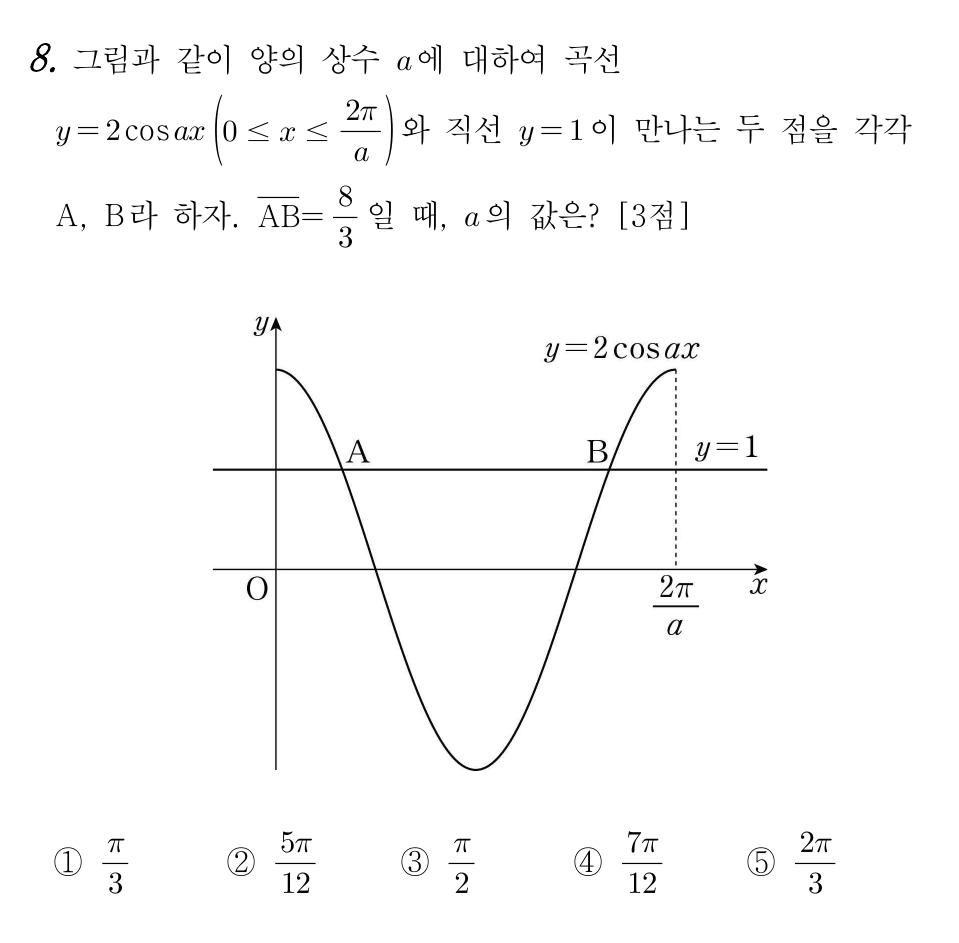 8. 그림과 같이 양의 상수 a에 대하여 곡선
y=2cos ax (0 ≤ x ≤ 2π/a)와 직선 y=1이 만나는 두 점을 각각
A, B라 하자. A̅B̅=8/3일 때, a의 값은? [3점]
y
y=2cos ax
A
B
y=1
O
2π/a
x
① π/3 ② 5π/12 ③ π/2 ④ 7π/12 ⑤ 2π/3